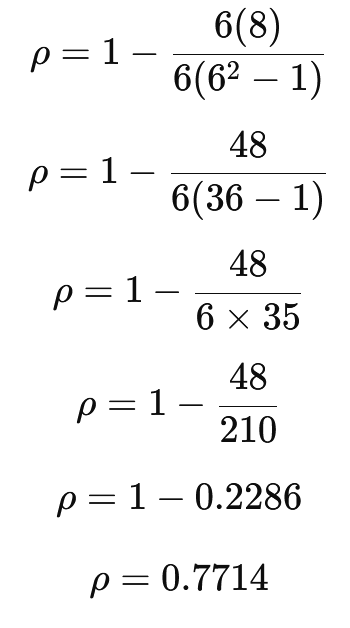 ρ = 1 − 6(8) / 6(6² − 1)
ρ = 1 − 48 / 6(36 − 1)
ρ = 1 − 48 / 6 × 35
ρ = 1 − 48 / 210
ρ = 1 − 0.2286
ρ = 0.7714